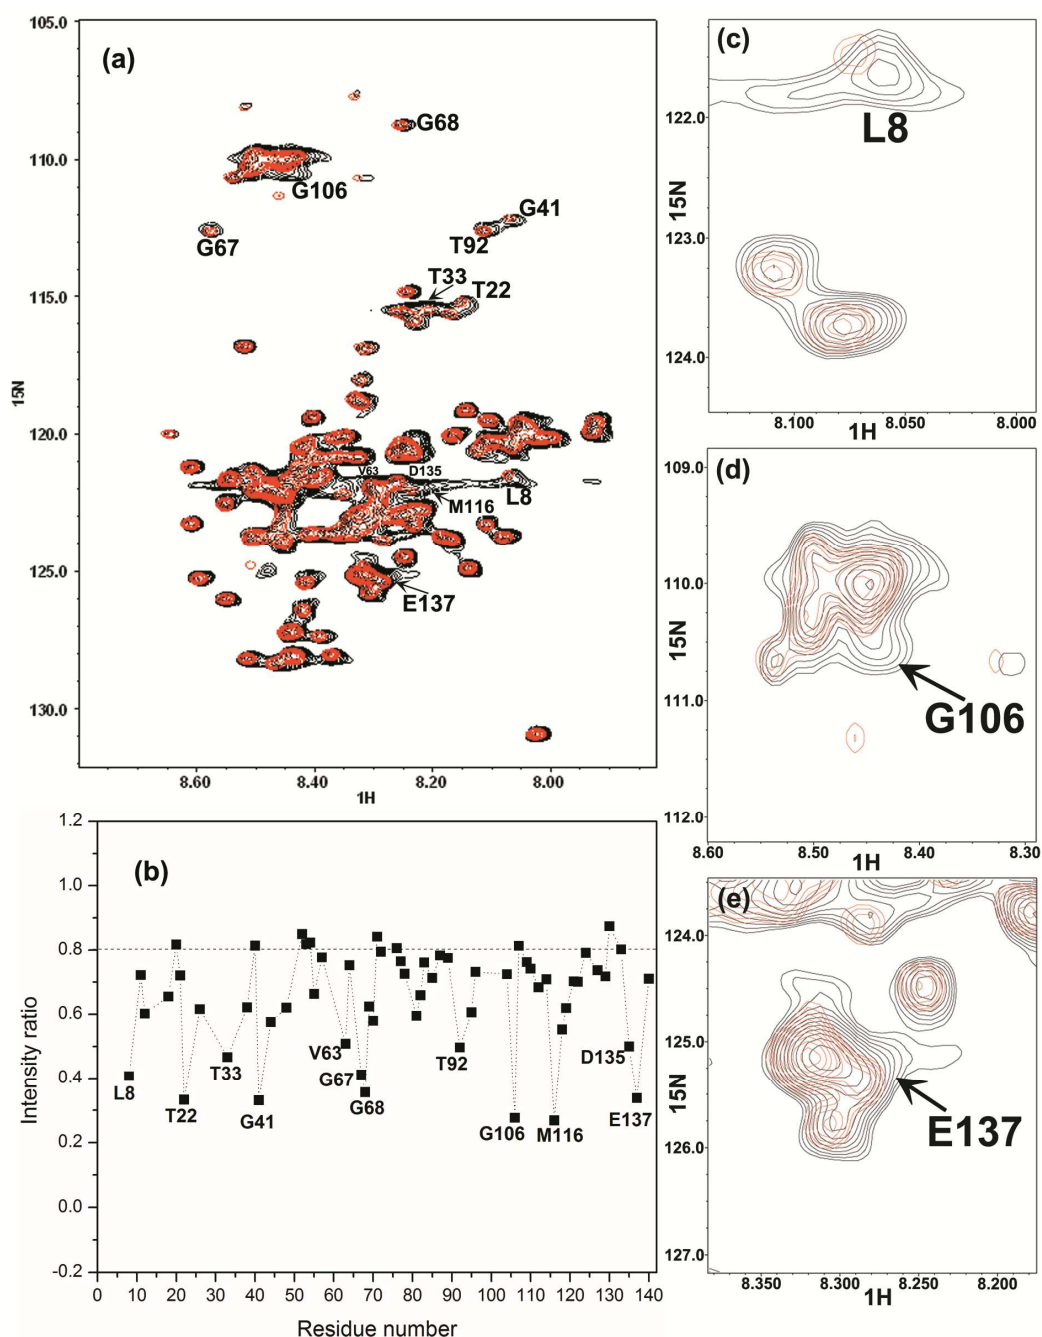 (a)
105.0
110.0
115.0
120.0
125.0
130.0
15N
G68
G106
G41
G67
T92
T33
T22
V63
D135
M116
L8
E137
8.60
8.40
8.20
8.00
1H
(b)
1.2
1.0
0.8
0.6
0.4
0.2
0.0
-0.2
Intensity ratio
L8
T22
T33
G41
V63
G67
G68
T92
G106
M116
D135
E137
0 10 20 30 40 50 60 70 80 90 100 110 120 130 140
Residue number
(c)
122.0
123.0
124.0
15N
L8
8.100
8.050
8.000
1H
(d)
109.0
110.0
111.0
112.0
15N
G106
8.60
8.50
8.40
8.30
1H
(e)
124.0
125.0
126.0
127.0
15N
E137
8.350
8.300
8.250
8.200
1H